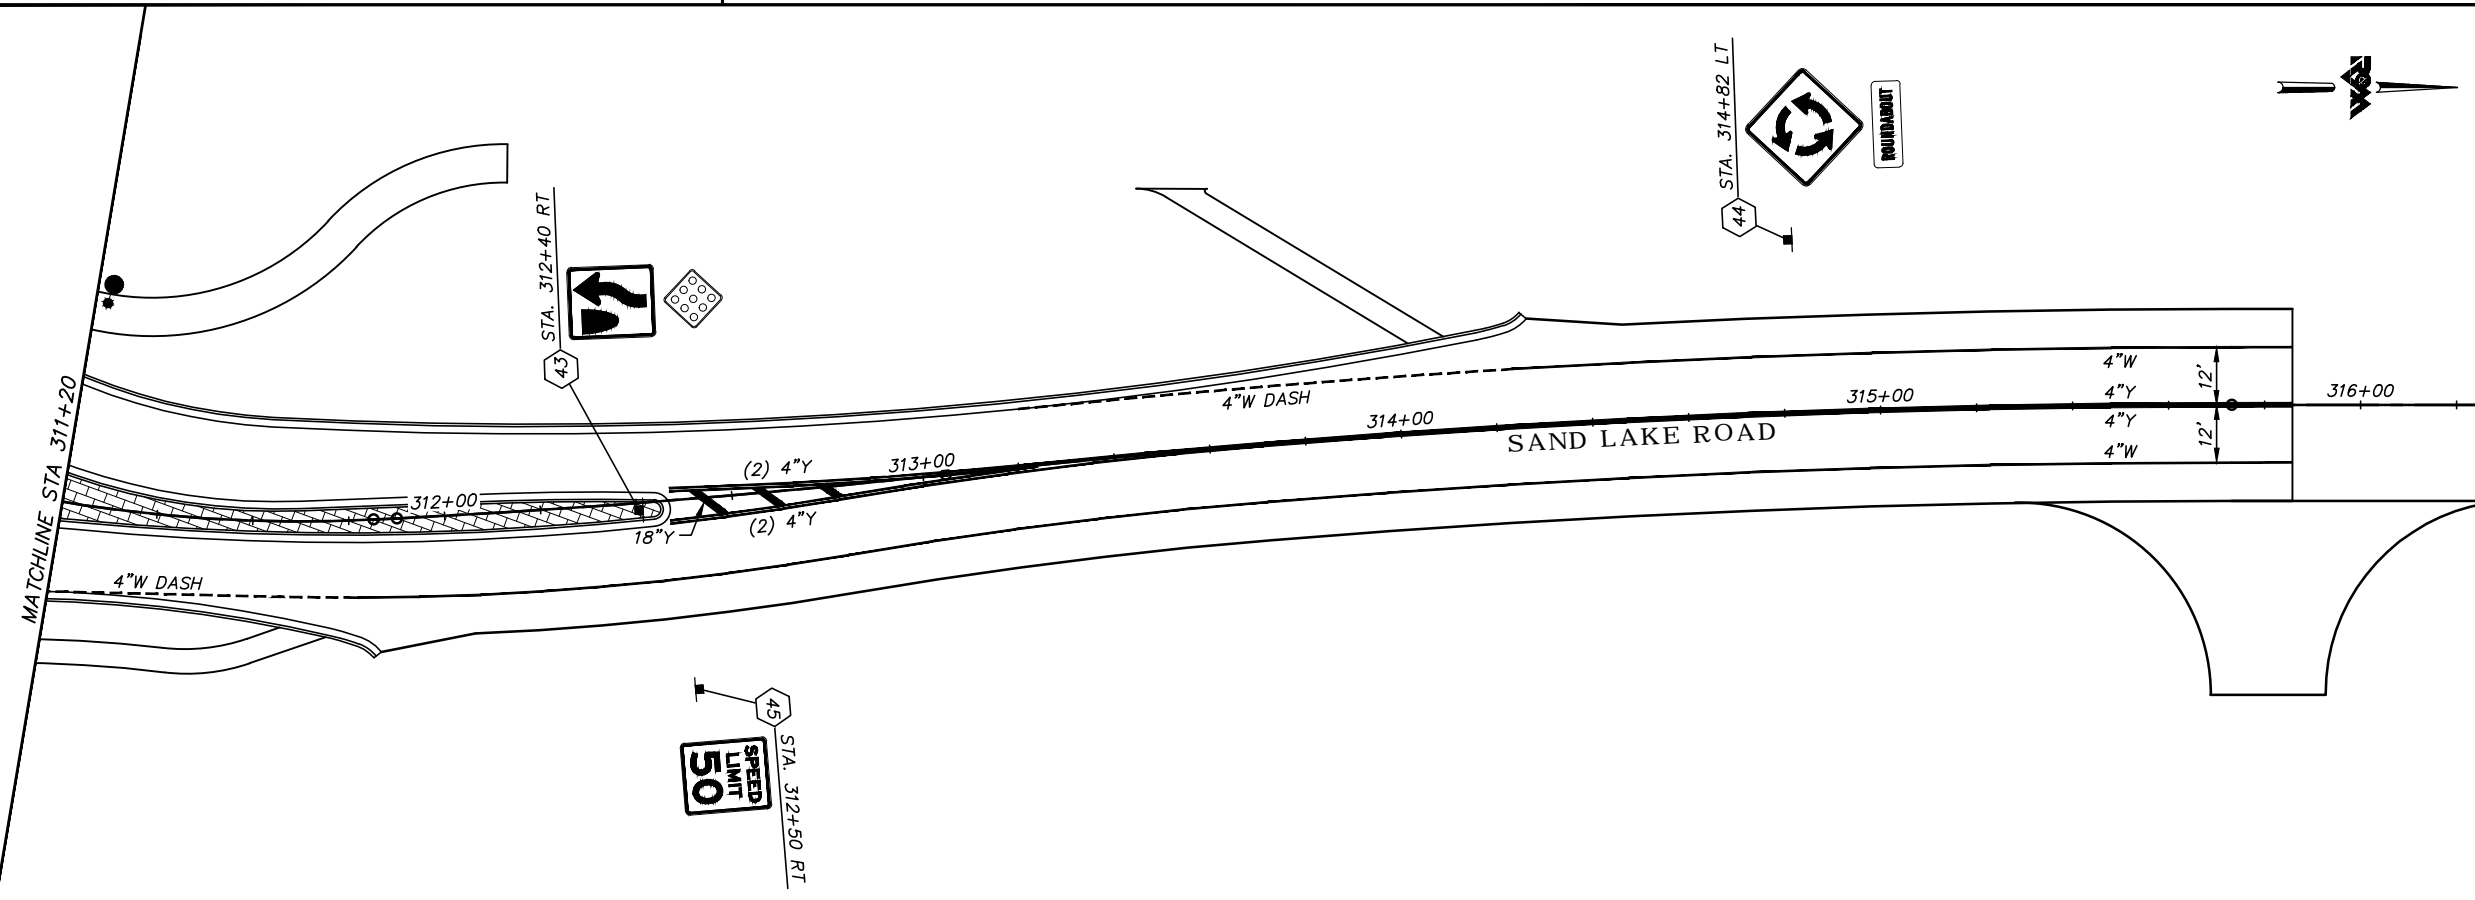 STA. 314+82 LT
44
ROUNDABOUT
STA. 312+40 RT
43
MATCHLINE STA 311+20
4"W DASH
4"W
12'
4"Y
315+00
316+00
314+00
4"Y
SAND LAKE ROAD
12'
4"W
(2) 4"Y
313+00
312+00
18"Y
(2) 4"Y
4"W DASH
45
STA. 312+50 RT
SPEED
LIMIT
50